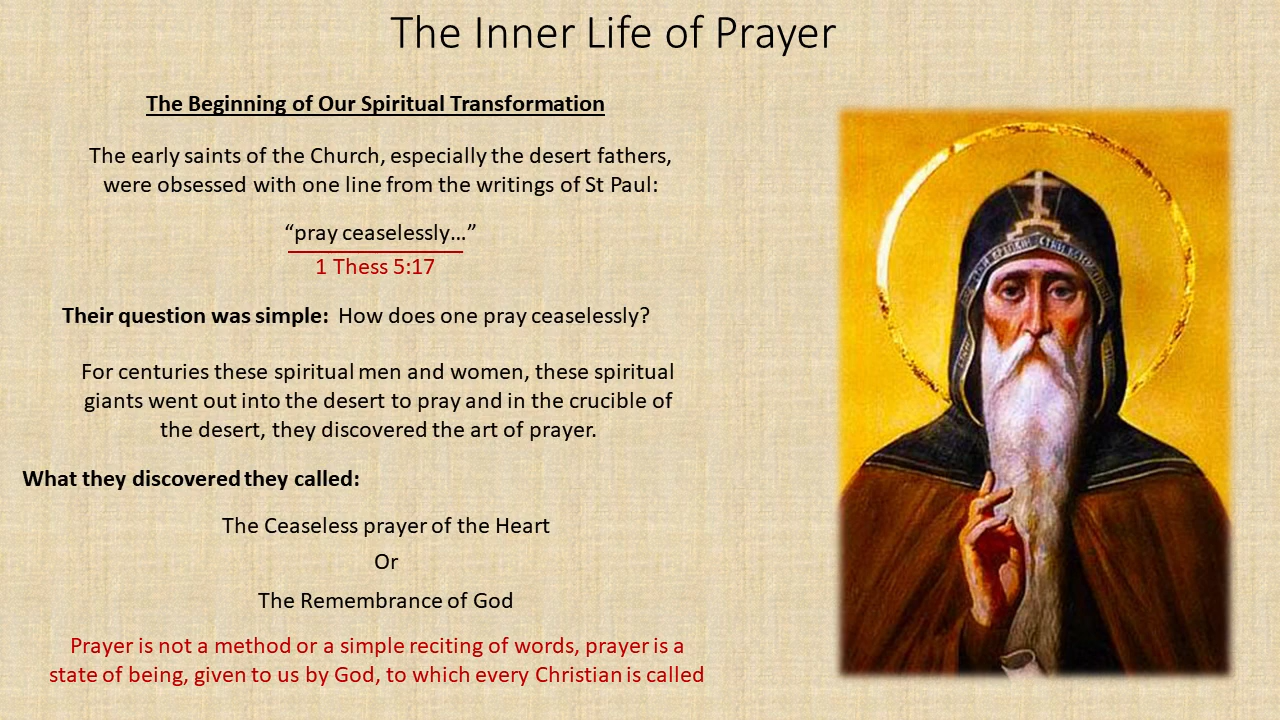 The Inner Life of Prayer
The Beginning of Our Spiritual Transformation
The early saints of the Church, especially the desert fathers,
were obsessed with one line from the writings of St Paul:
“pray ceaselessly…”
1 Thess 5:17
Their question was simple: How does one pray ceaselessly?
For centuries these spiritual men and women, these spiritual
giants went out into the desert to pray and in the crucible of
the desert, they discovered the art of prayer.
What they discovered they called:
The Ceaseless prayer of the Heart
Or
The Remembrance of God
Prayer is not a method or a simple reciting of words, prayer is a
state of being, given to us by God, to which every Christian is called